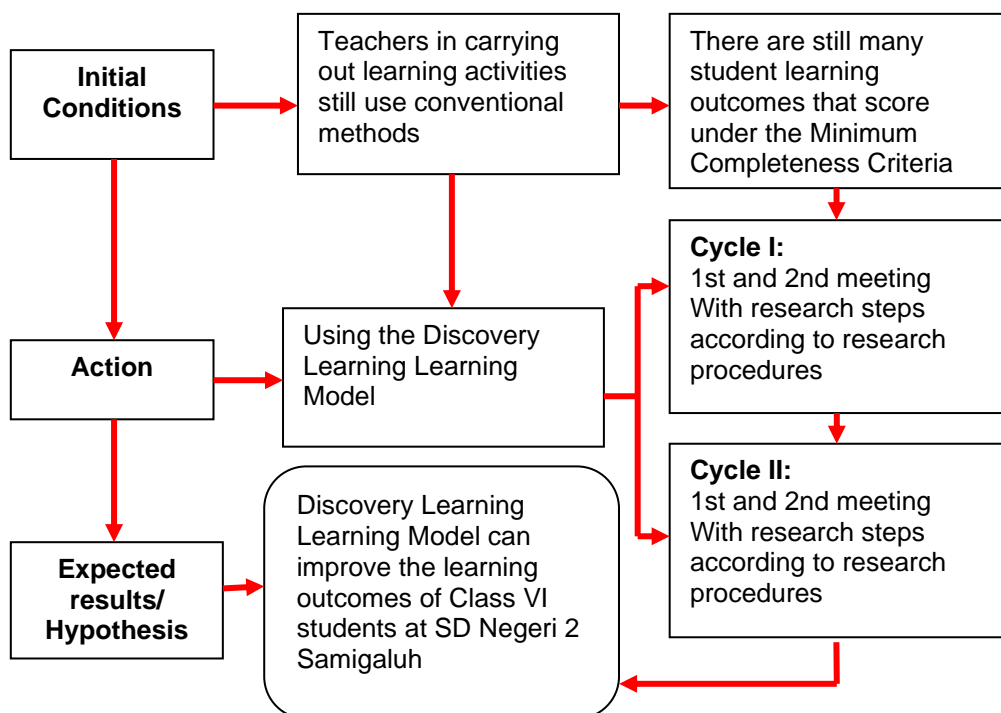 Initial
Conditions
Teachers in carrying
out learning activities
still use conventional
methods
There are still many
student learning
outcomes that score
under the Minimum
Completeness Criteria
Action
Using the Discovery
Learning Learning
Model
Cycle I:
1st and 2nd meeting
With research steps
according to research
procedures
Cycle II:
1st and 2nd meeting
With research steps
according to research
procedures
Expected
results/
Hypothesis
Discovery Learning
Learning Model can
improve the learning
outcomes of Class VI
students at SD Negeri 2
Samigaluh